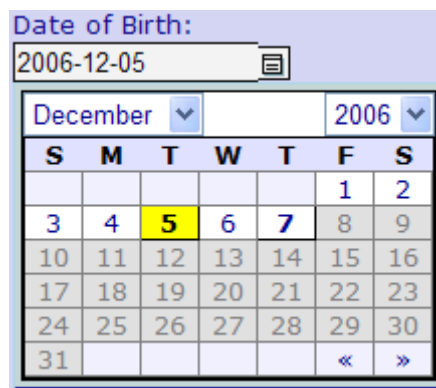 Date of Birth:
2006-12-05
December 2006
S M T W T F S
1 2
3 4 5 6 7 8 9
10 11 12 13 14 15 16
17 18 19 20 21 22 23
24 25 26 27 28 29 30
31 « »